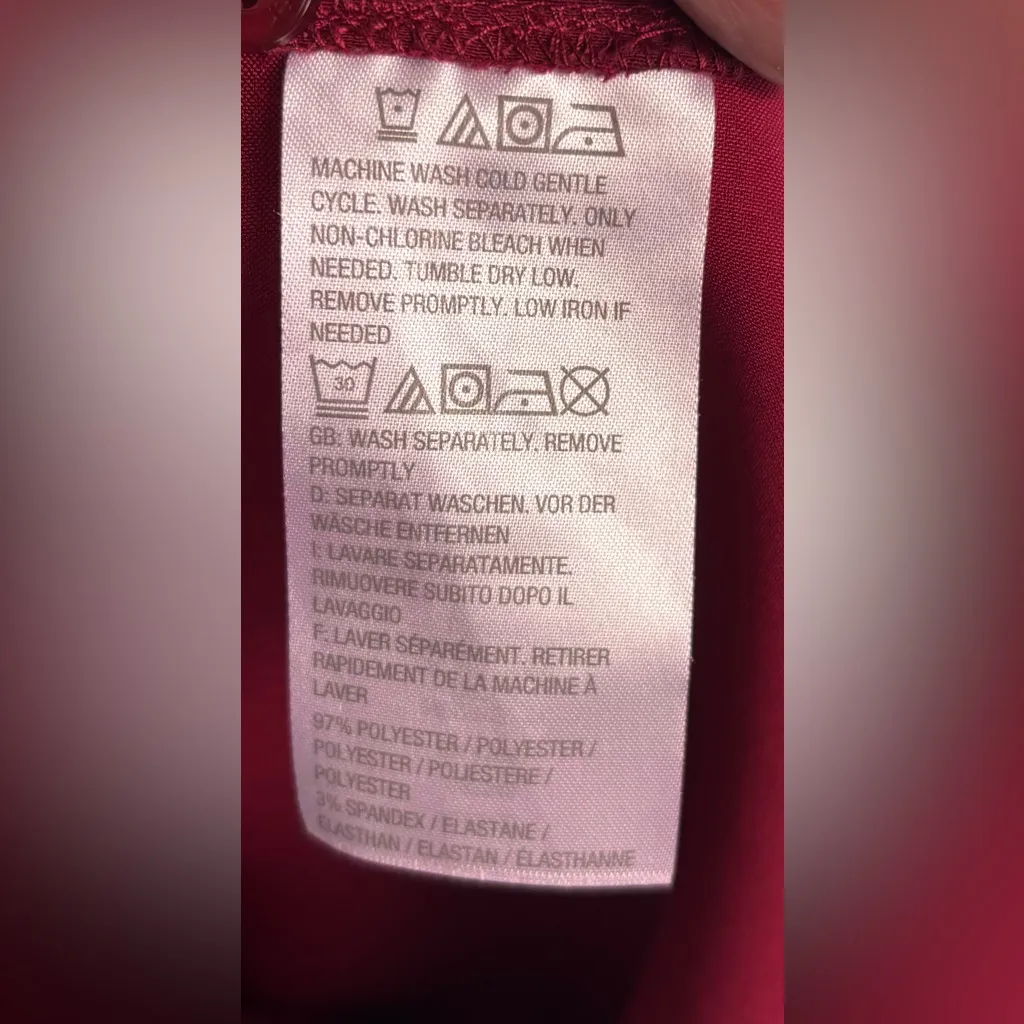 MACHINE WASH COLD GENTLE
CYCLE. WASH SEPARATELY. ONLY
NON-CHLORINE BLEACH WHEN
NEEDED. TUMBLE DRY LOW.
REMOVE PROMPTLY. LOW IRON IF
NEEDED
30
GB: WASH SEPARATELY. REMOVE
PROMPTLY
D: SEPARAT WASCHEN. VOR DER
WÄSCHE ENTFERNEN
I: LAVARE SEPARATAMENTE.
RIMUOVERE SUBITO DOPO IL
LAVAGGIO
F: LAVER SÉPARÉMENT. RETIRER
RAPIDEMENT DE LA MACHINE À
LAVER
97% POLYESTER / POLYESTER /
POLYESTER / POLIESTERE /
POLYESTER
3% SPANDEX / ELASTANE /
ELASTHAN / ELASTAN / ÉLASTHANNE